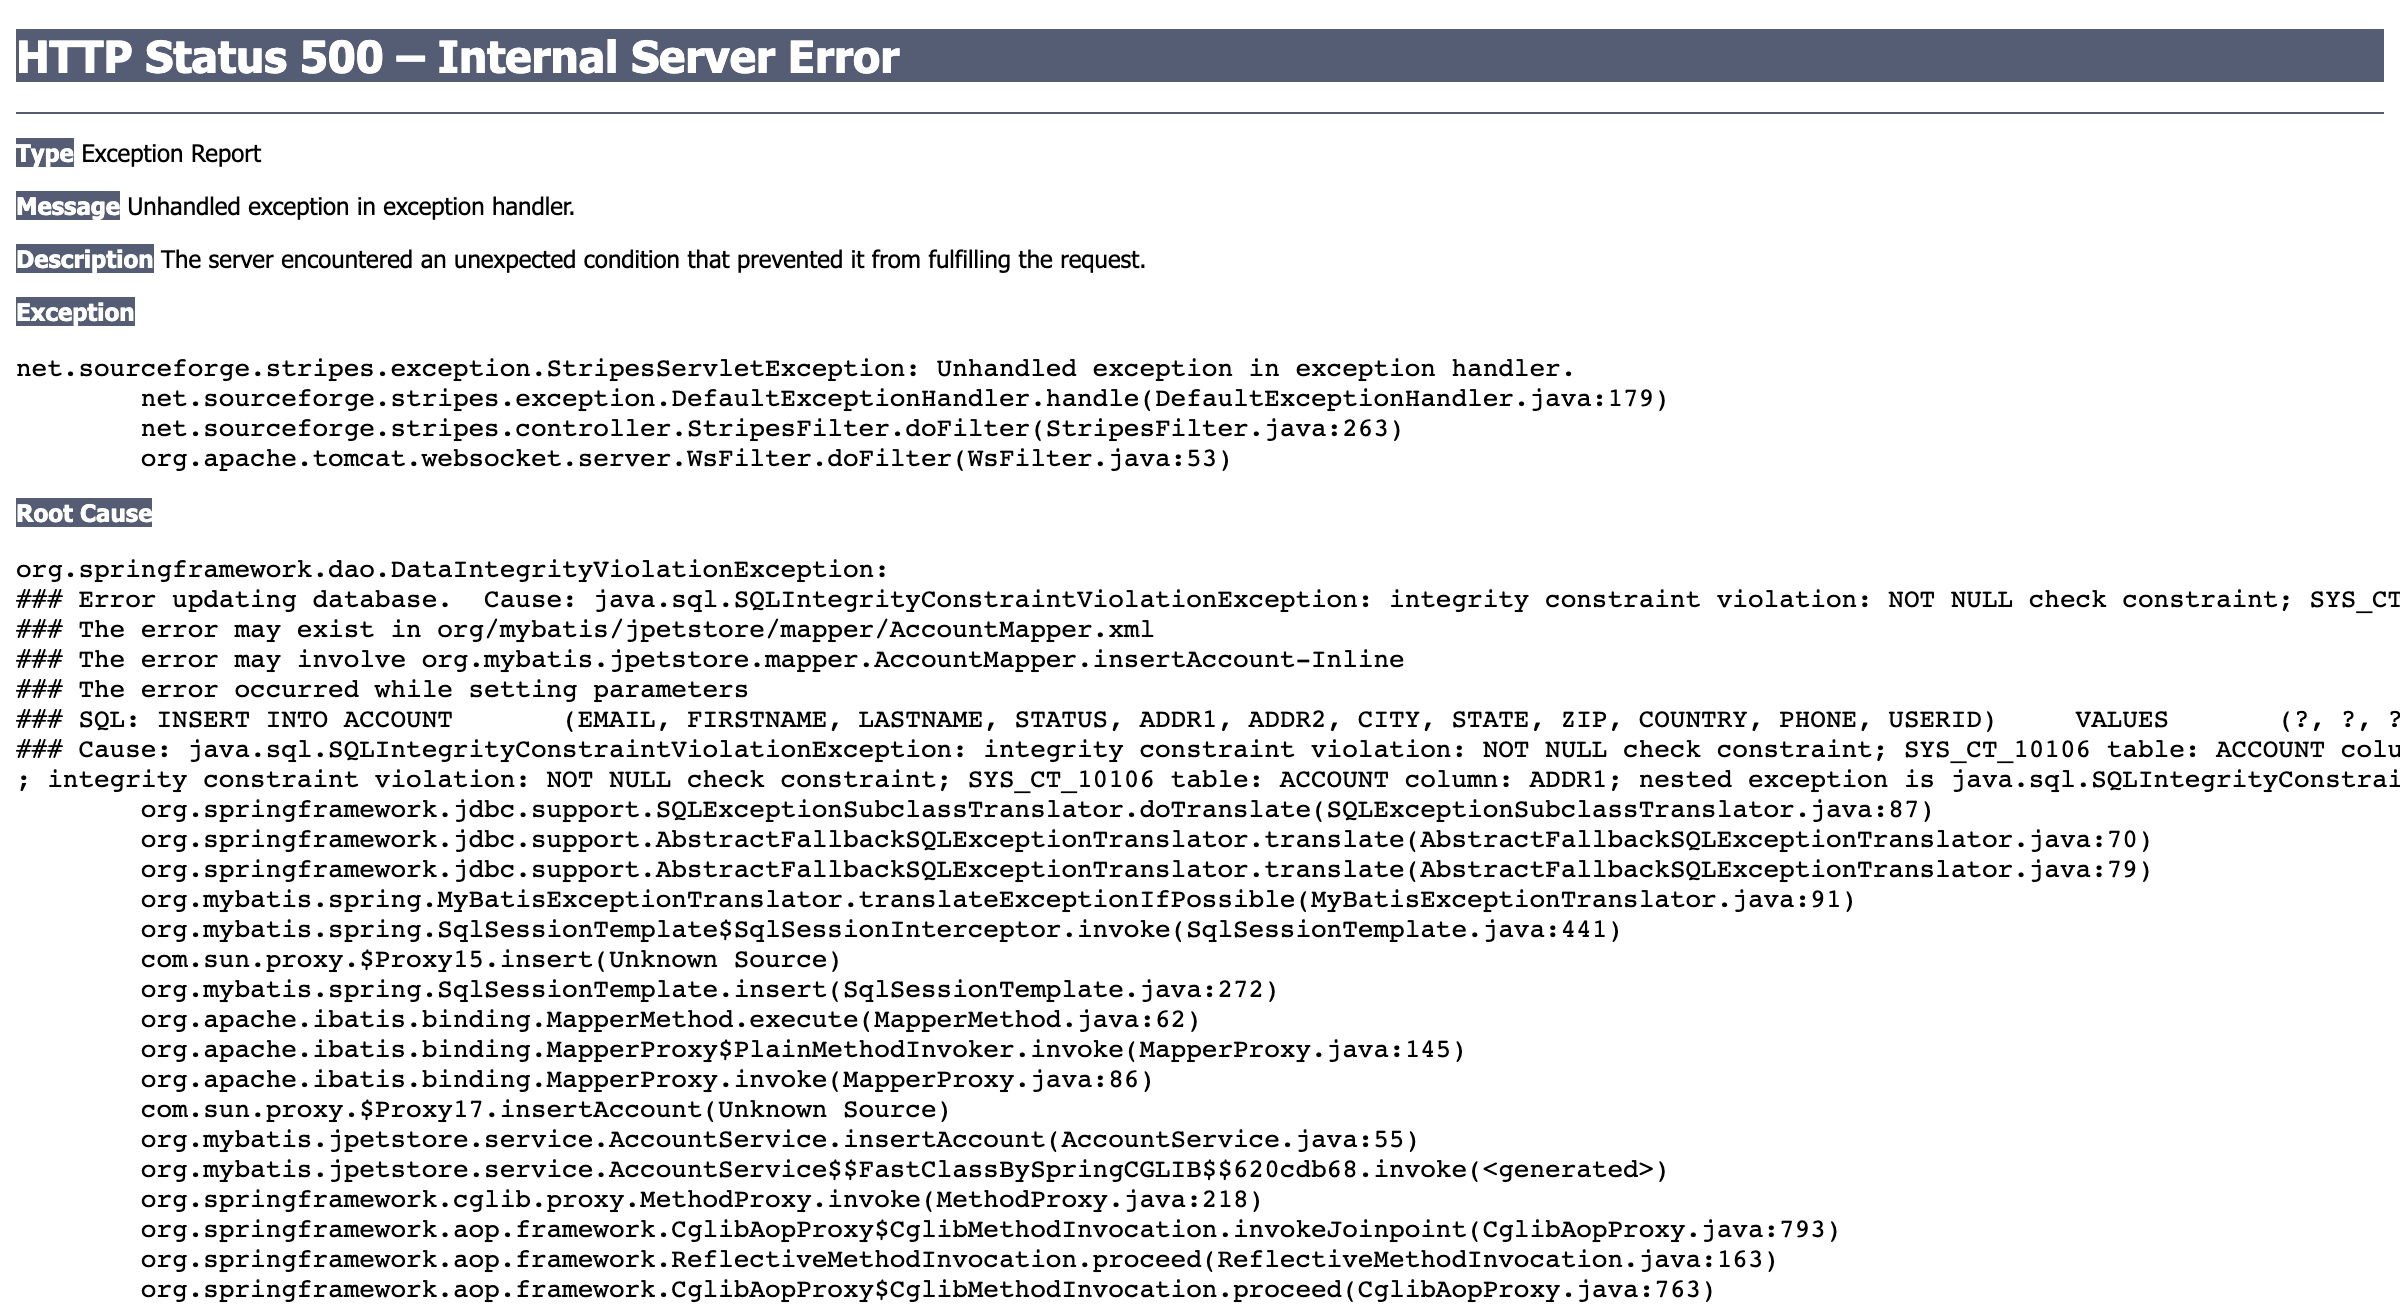 HTTP Status 500 – Internal Server Error
Type Exception Report
Message Unhandled exception in exception handler.
Description The server encountered an unexpected condition that prevented it from fulfilling the request.
Exception
net.sourceforge.stripes.exception.StripesServletException: Unhandled exception in exception handler.
	net.sourceforge.stripes.exception.DefaultExceptionHandler.handle(DefaultExceptionHandler.java:179)
	net.sourceforge.stripes.controller.StripesFilter.doFilter(StripesFilter.java:263)
	org.apache.tomcat.websocket.server.WsFilter.doFilter(WsFilter.java:53)
Root Cause
org.springframework.dao.DataIntegrityViolationException:
### Error updating database.  Cause: java.sql.SQLIntegrityConstraintViolationException: integrity constraint violation: NOT NULL check constraint; SYS_CT
### The error may exist in org/mybatis/jpetstore/mapper/AccountMapper.xml
### The error may involve org.mybatis.jpetstore.mapper.AccountMapper.insertAccount-Inline
### The error occurred while setting parameters
### SQL: INSERT INTO ACCOUNT       (EMAIL, FIRSTNAME, LASTNAME, STATUS, ADDR1, ADDR2, CITY, STATE, ZIP, COUNTRY, PHONE, USERID)     VALUES       (?, ?, ?
### Cause: java.sql.SQLIntegrityConstraintViolationException: integrity constraint violation: NOT NULL check constraint; SYS_CT_10106 table: ACCOUNT colu
; integrity constraint violation: NOT NULL check constraint; SYS_CT_10106 table: ACCOUNT column: ADDR1; nested exception is java.sql.SQLIntegrityConstrai
	org.springframework.jdbc.support.SQLExceptionSubclassTranslator.doTranslate(SQLExceptionSubclassTranslator.java:87)
	org.springframework.jdbc.support.AbstractFallbackSQLExceptionTranslator.translate(AbstractFallbackSQLExceptionTranslator.java:70)
	org.springframework.jdbc.support.AbstractFallbackSQLExceptionTranslator.translate(AbstractFallbackSQLExceptionTranslator.java:79)
	org.mybatis.spring.MyBatisExceptionTranslator.translateExceptionIfPossible(MyBatisExceptionTranslator.java:91)
	org.mybatis.spring.SqlSessionTemplate$SqlSessionInterceptor.invoke(SqlSessionTemplate.java:441)
	com.sun.proxy.$Proxy15.insert(Unknown Source)
	org.mybatis.spring.SqlSessionTemplate.insert(SqlSessionTemplate.java:272)
	org.apache.ibatis.binding.MapperMethod.execute(MapperMethod.java:62)
	org.apache.ibatis.binding.MapperProxy$PlainMethodInvoker.invoke(MapperProxy.java:145)
	org.apache.ibatis.binding.MapperProxy.invoke(MapperProxy.java:86)
	com.sun.proxy.$Proxy17.insertAccount(Unknown Source)
	org.mybatis.jpetstore.service.AccountService.insertAccount(AccountService.java:55)
	org.mybatis.jpetstore.service.AccountService$$FastClassBySpringCGLIB$$620cdb68.invoke(<generated>)
	org.springframework.cglib.proxy.MethodProxy.invoke(MethodProxy.java:218)
	org.springframework.aop.framework.CglibAopProxy$CglibMethodInvocation.invokeJoinpoint(CglibAopProxy.java:793)
	org.springframework.aop.framework.ReflectiveMethodInvocation.proceed(ReflectiveMethodInvocation.java:163)
	org.springframework.aop.framework.CglibAopProxy$CglibMethodInvocation.proceed(CglibAopProxy.java:763)